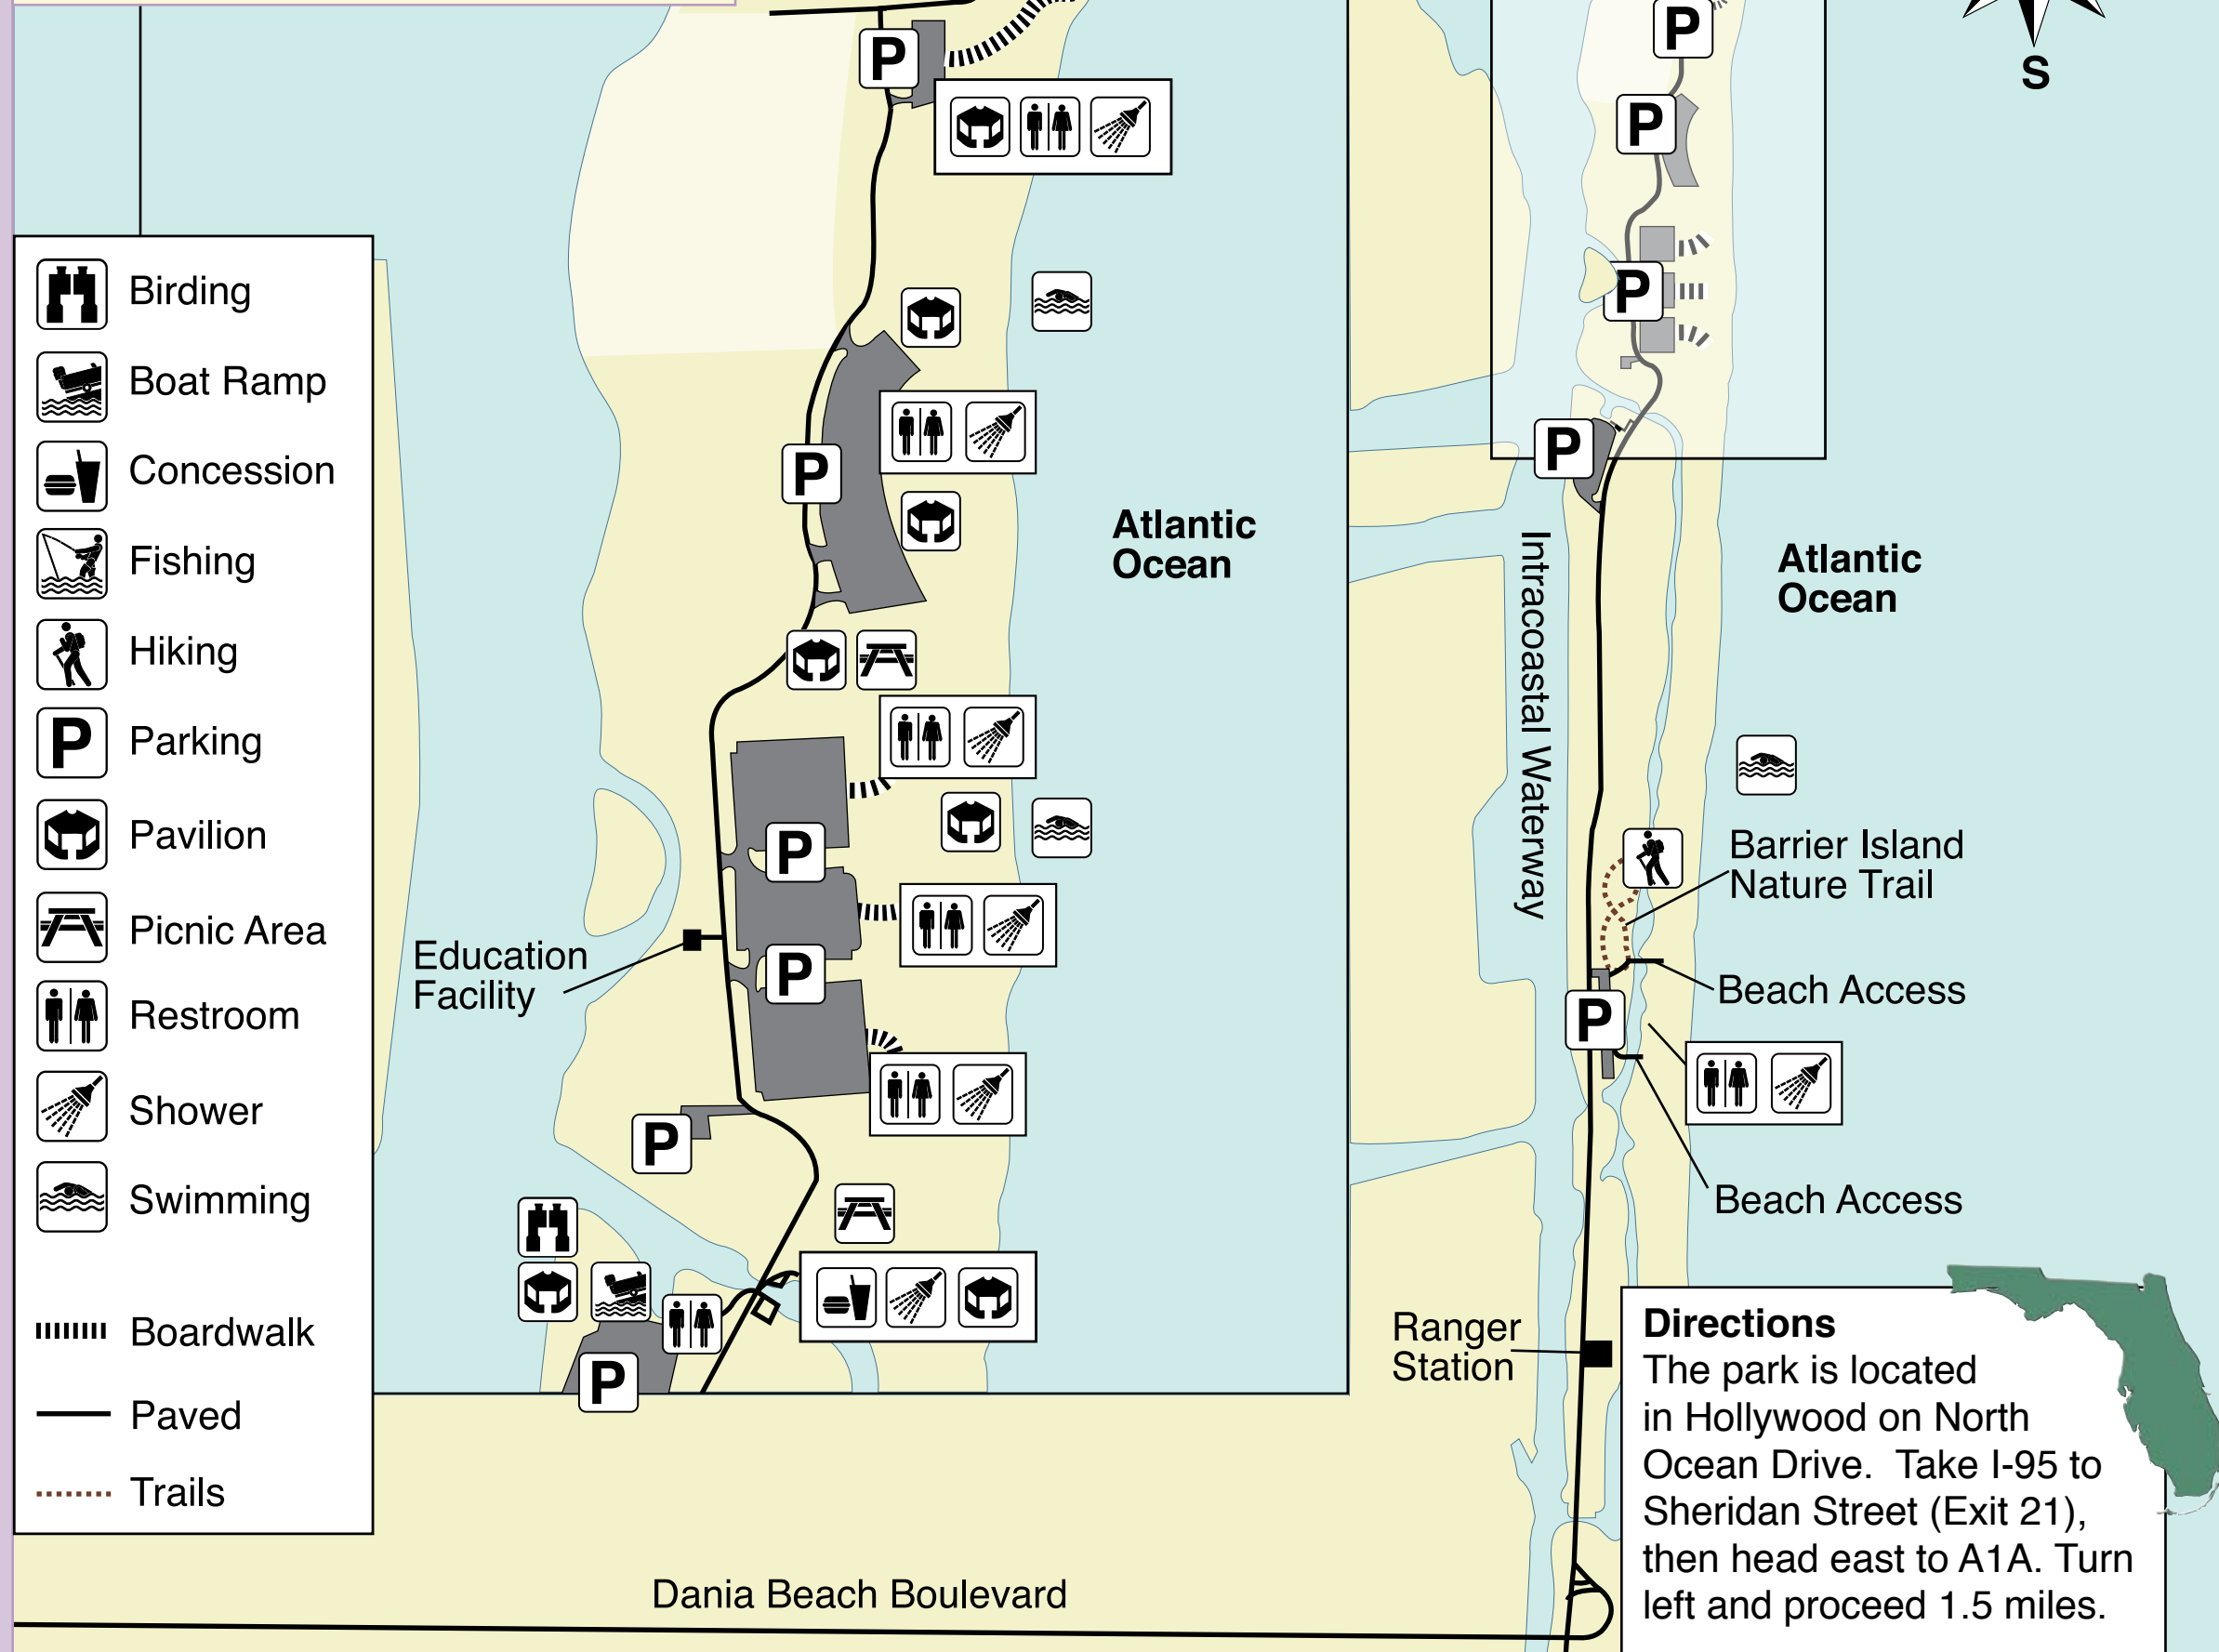 S
Birding
Boat Ramp
Concession
Fishing
Hiking
P Parking
Pavilion
Picnic Area
Restroom
Shower
Swimming
Boardwalk
Paved
Trails
P
P
P
P
P
P
Education
Facility
Atlantic
Ocean
Dania Beach Boulevard
P
P
P
P
P
Intracoastal Waterway
Atlantic
Ocean
Barrier Island
Nature Trail
Beach Access
Beach Access
Ranger
Station
Directions
The park is located
in Hollywood on North
Ocean Drive. Take I-95 to
Sheridan Street (Exit 21),
then head east to A1A. Turn
left and proceed 1.5 miles.